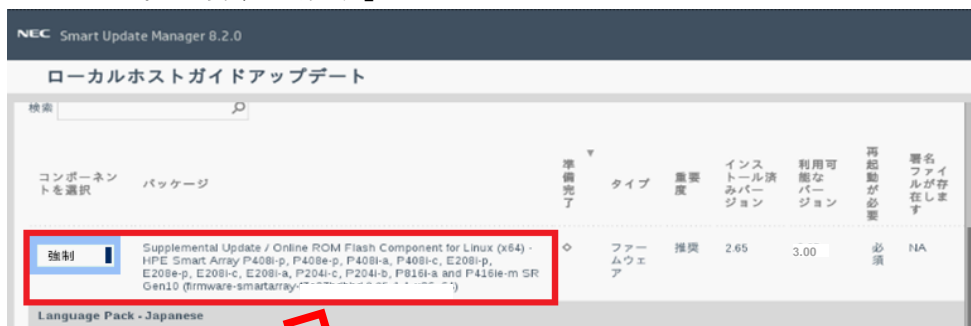 NEC Smart Update Manager 8.2.0
ローカルホストガイドアップデート
検索
コンポーネン
トを選択
パッケージ
準備完了
タイプ
重要
度
インス
トール済
みバー
ジョン
利用可
能な
バー
ジョン
再起動が必要
署名
ファイ
ルが存
在しま
す
強制
Supplemental Update / Online ROM Flash Component for Linux (x64) -
HPE Smart Array P408i-p, P408e-p, P408i-a, P408i-c, E208i-p,
E208e-p, E208i-c, E208i-a, P204i-c, P204i-b, P816i-a and P416ie-m SR
Gen10 (firmware-smartarray-
ファー
ムウェ
ア
推奨
2.65
3.00
必須
NA
Language Pack - Japanese